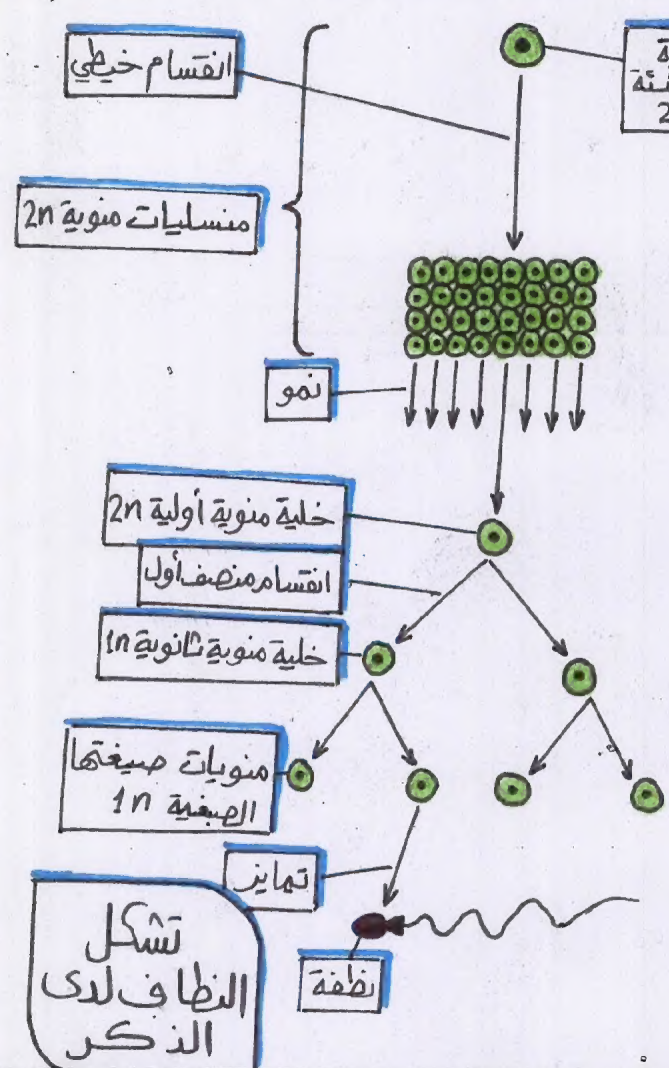 انقسام خيطي
2
منسليات منوية 2n
نمو
خلية منوية أولية 2n
انقسام منصف أول
خلية منوية ثانوية 1n
منويات صيغتها
الصبغية 1n
تمايز
نطفة
تشكل
النطاف لدى
الذكر